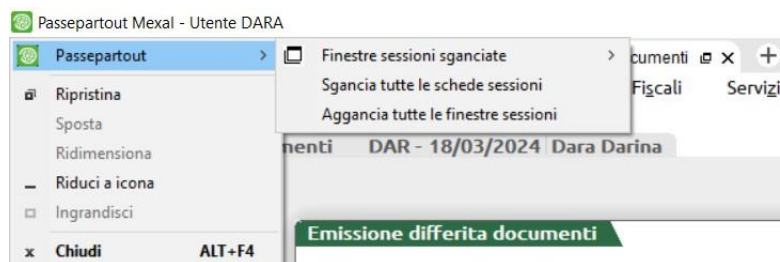 Passepartout Mexal - Utente DARA
Passepartout
Finestre sessioni sganciate
Sgancia tutte le schede sessioni
Aggancia tutte le finestre sessioni
cumenti
Fiscali
Servizi
Ripristina
Sposta
Ridimensiona
Riduci a icona
Ingrandisci
Chiudi ALT+F4
nenti DAR - 18/03/2024 Dara Darina
Emissione differita documenti